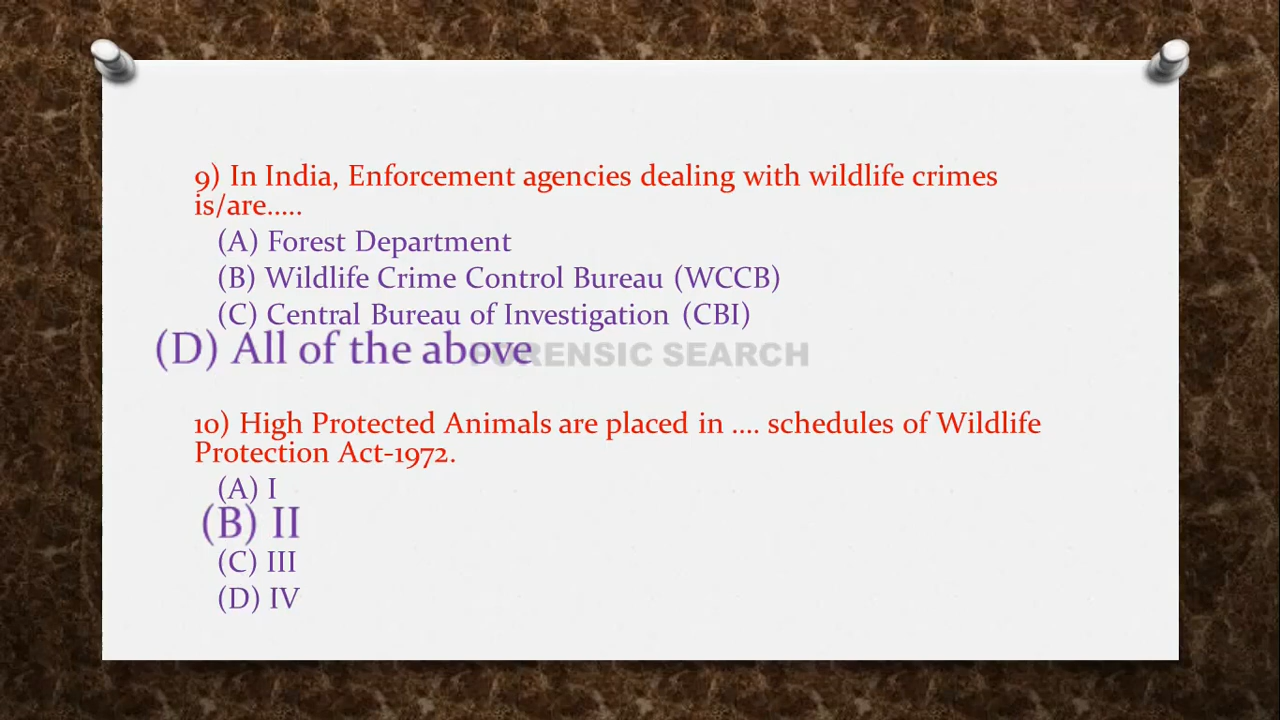 9) In India, Enforcement agencies dealing with wildlife crimes
is/are.....
(A) Forest Department
(B) Wildlife Crime Control Bureau (WCCB)
(C) Central Bureau of Investigation (CBI)
(D) All of the above
FORENSIC SEARCH
10) High Protected Animals are placed in .... schedules of Wildlife
Protection Act-1972.
(A) I
(B) II
(C) III
(D) IV